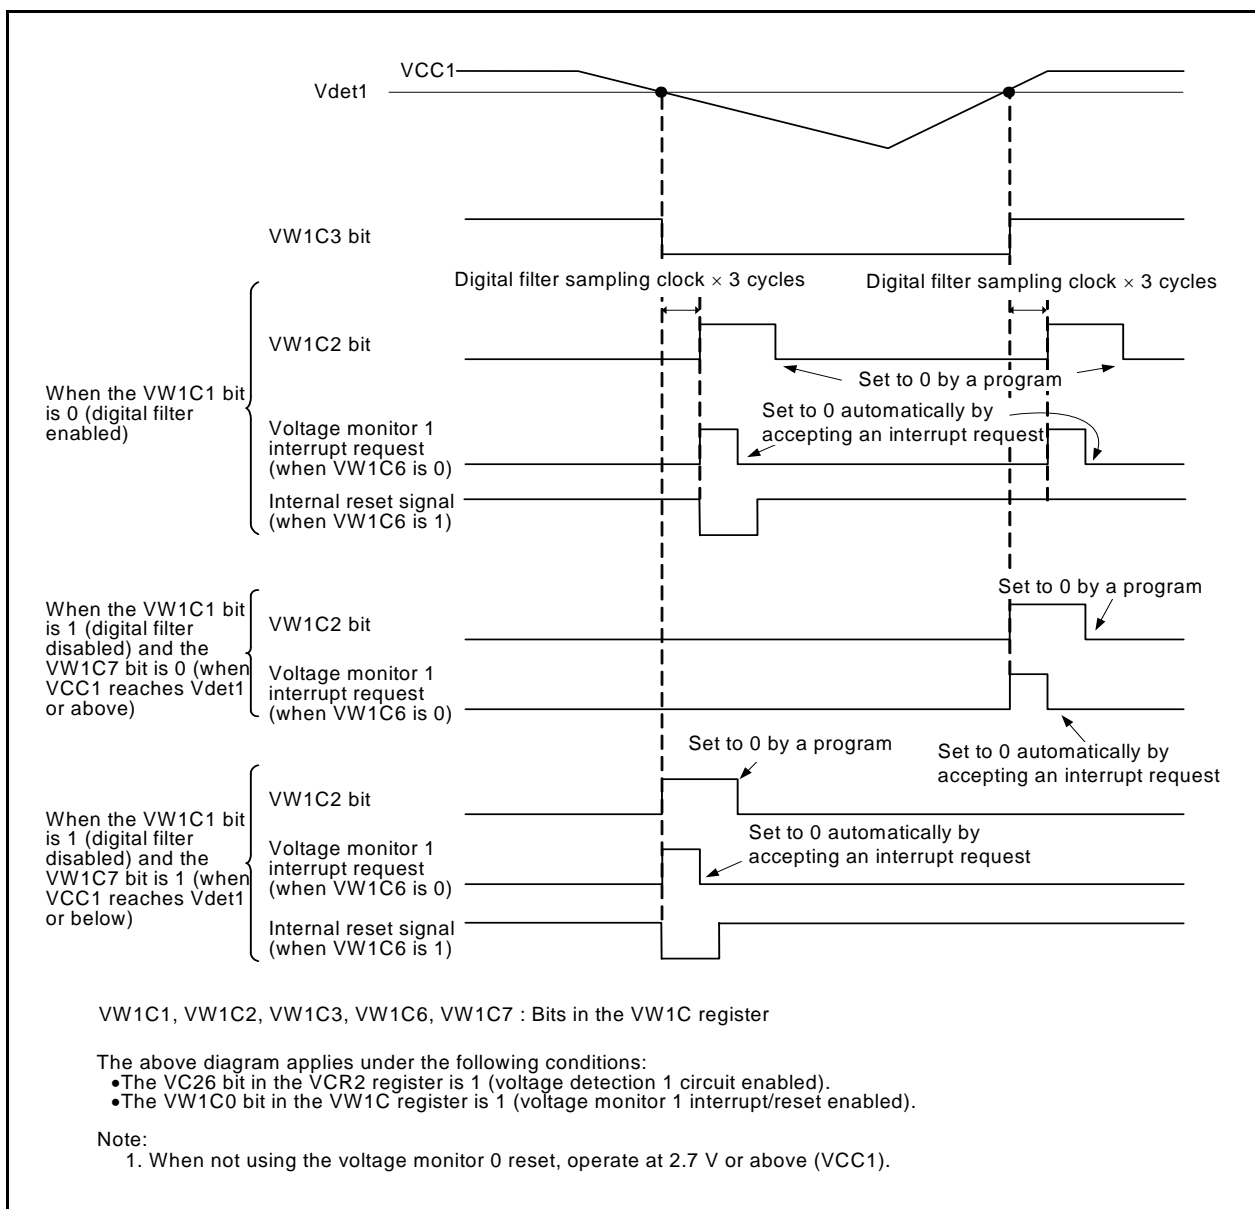 VCC1
Vdet1
VW1C3 bit
Digital filter sampling clock × 3 cycles
Digital filter sampling clock × 3 cycles
When the VW1C1 bit
is 0 (digital filter
enabled)
VW1C2 bit
Set to 0 by a program
Set to 0 automatically by
accepting an interrupt request
Voltage monitor 1
interrupt request
(when VW1C6 is 0)
Internal reset signal
(when VW1C6 is 1)
When the VW1C1 bit
is 1 (digital filter
disabled) and the
VW1C7 bit is 0 (when
VCC1 reaches Vdet1
or above)
VW1C2 bit
Set to 0 by a program
Voltage monitor 1
interrupt request
(when VW1C6 is 0)
Set to 0 automatically by
accepting an interrupt request
When the VW1C1 bit
is 1 (digital filter
disabled) and the
VW1C7 bit is 1 (when
VCC1 reaches Vdet1
or below)
Set to 0 by a program
VW1C2 bit
Voltage monitor 1
interrupt request
(when VW1C6 is 0)
Set to 0 automatically by
accepting an interrupt request
Internal reset signal
(when VW1C6 is 1)
VW1C1, VW1C2, VW1C3, VW1C6, VW1C7 : Bits in the VW1C register
The above diagram applies under the following conditions:
•The VC26 bit in the VCR2 register is 1 (voltage detection 1 circuit enabled).
•The VW1C0 bit in the VW1C register is 1 (voltage monitor 1 interrupt/reset enabled).
Note:
1. When not using the voltage monitor 0 reset, operate at 2.7 V or above (VCC1).